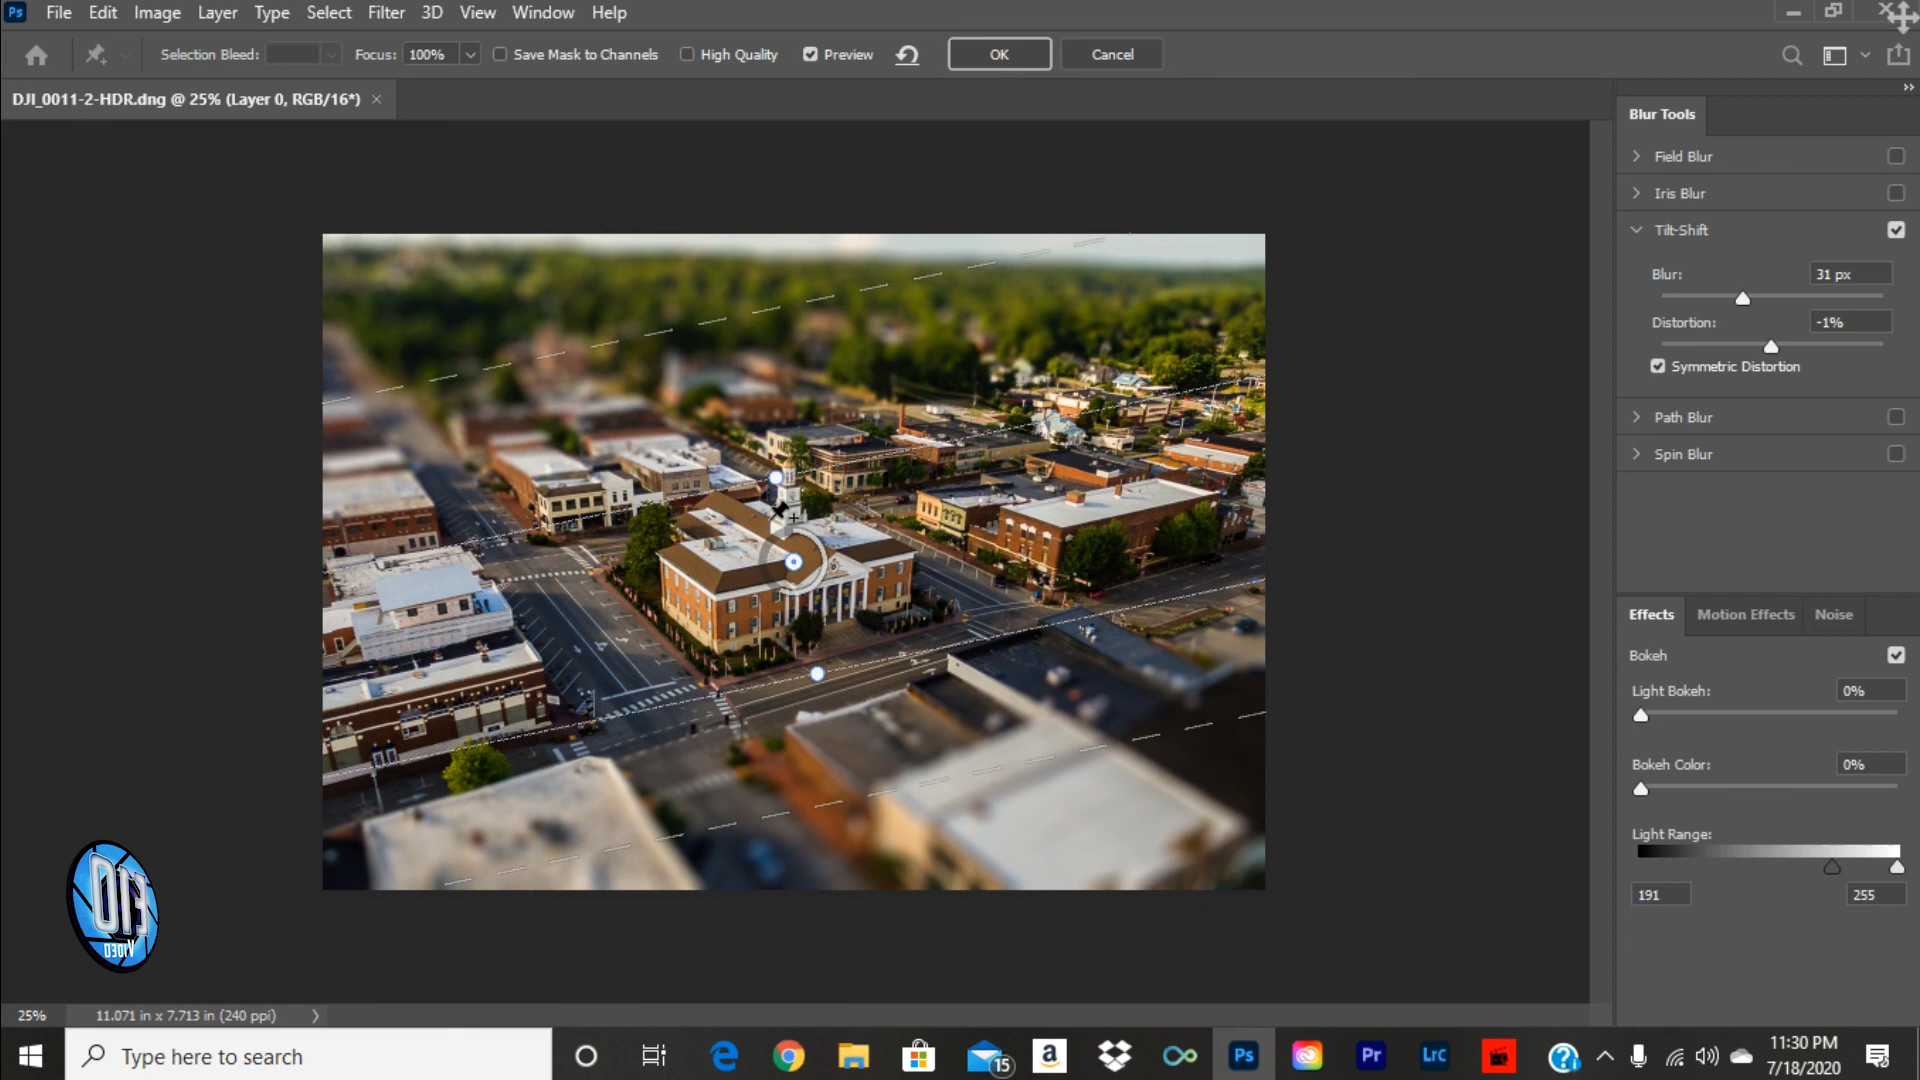 Ps File Edit Image Layer Type Select Filter 3D View Window Help
Selection Bleed: Focus: 100% Save Mask to Channels High Quality Preview OK Cancel
DJI_0011-2-HDR.dng @ 25% (Layer 0, RGB/16*) ×
Blur Tools
Field Blur
Iris Blur
Tilt-Shift
Blur: 31 px
Distortion: -1%
Symmetric Distortion
Path Blur
Spin Blur
Effects Motion Effects Noise
Bokeh
Light Bokeh: 0%
Bokeh Color: 0%
Light Range:
191 255
VIDEO
25% 11.071 in x 7.713 in (240 ppi)
Type here to search
15
a
Ps
Pr
Lrc
11:30 PM
7/18/2020